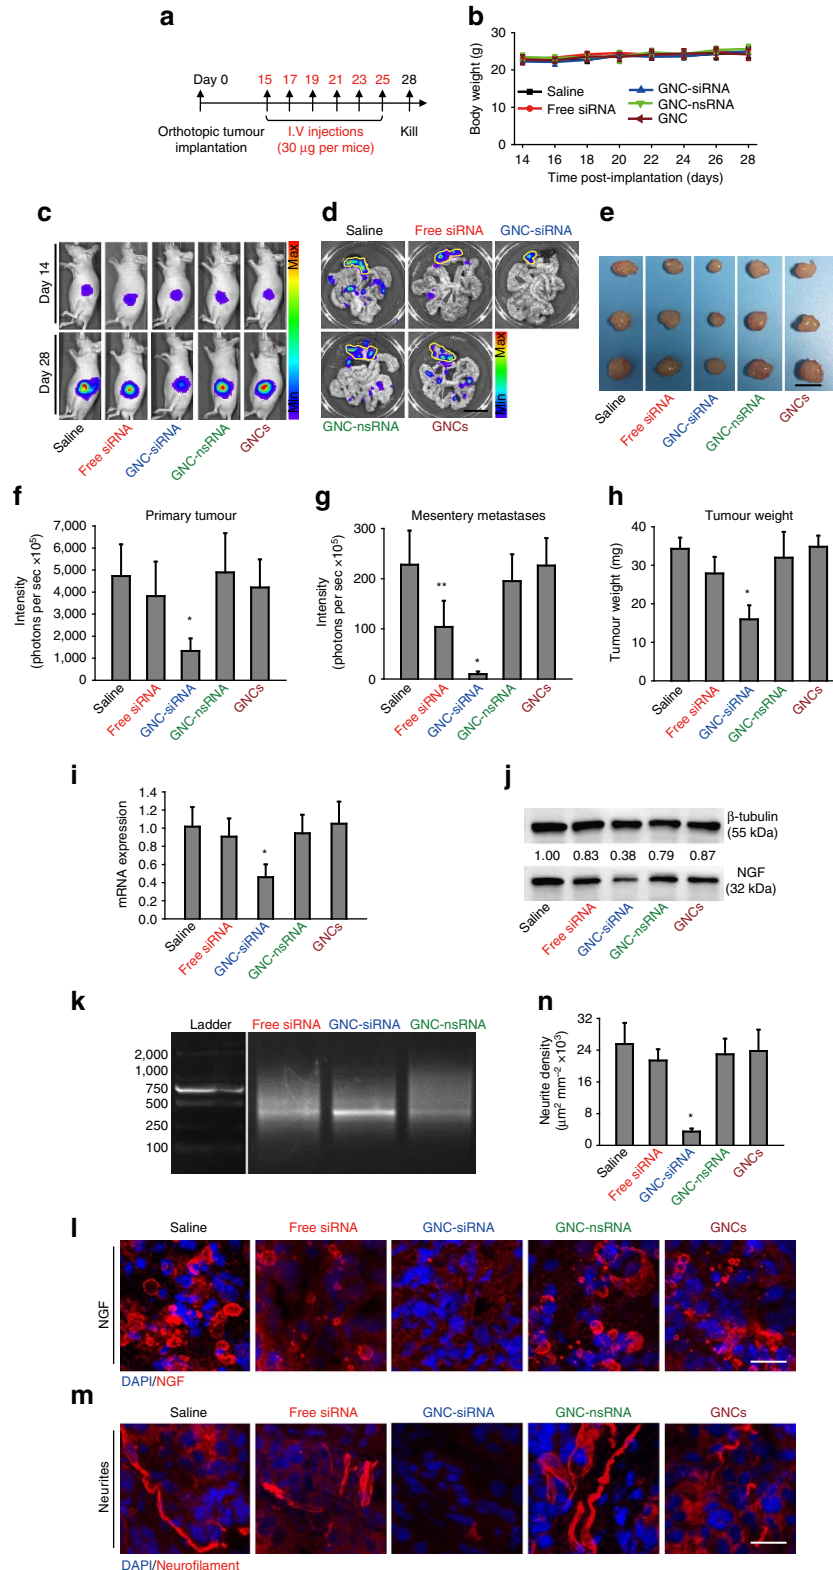 a
Day 0
15 17 19 21 23 25 28
Orthotopic tumour
implantation
I.V injections
(30 µg per mice)
Kill
b
Body weight (g)
30
20
10
0
Saline
Free siRNA
GNC-siRNA
GNC-nsRNA
GNC
14 16 18 20 22 24 26 28
Time post-implantation (days)
c
Day 14
Day 28
Max
Min
Saline
Free siRNA
GNC-siRNA
GNC-nsRNA
GNCs
d
Saline
Free siRNA
GNC-siRNA
GNC-nsRNA
GNCs
Max
Min
e
Saline
Free siRNA
GNC-siRNA
GNC-nsRNA
GNCs
f
Primary tumour
Intensity
(photons per sec ×10⁵)
7,000
6,000
5,000
4,000
3,000
2,000
1,000
0
*
Saline
Free siRNA
GNC-siRNA
GNC-nsRNA
GNCs
g
Mesentery metastases
Intensity
(photons per sec ×10⁵)
300
200
100
0
**
*
Saline
Free siRNA
GNC-siRNA
GNC-nsRNA
GNCs
h
Tumour weight
Tumour weight (mg)
40
30
20
10
0
*
Saline
Free siRNA
GNC-siRNA
GNC-nsRNA
GNCs
i
mRNA expression
1.4
1.2
1.0
0.8
0.6
0.4
0.2
0.0
*
Saline
Free siRNA
GNC-siRNA
GNC-nsRNA
GNCs
j
β-tubulin
(55 kDa)
1.00 0.83 0.38 0.79 0.87
NGF
(32 kDa)
Saline
Free siRNA
GNC-siRNA
GNC-nsRNA
GNCs
k
Ladder
Free siRNA
GNC-siRNA
GNC-nsRNA
2,000
1,000
750
500
250
100
n
Neurite density
(µm² mm⁻² ×10³)
32
24
16
8
0
*
Saline
Free siRNA
GNC-siRNA
GNC-nsRNA
GNCs
l
Saline
Free siRNA
GNC-siRNA
GNC-nsRNA
GNCs
NGF
DAPI/NGF
m
Saline
Free siRNA
GNC-siRNA
GNC-nsRNA
GNCs
Neurites
DAPI/Neurofilament